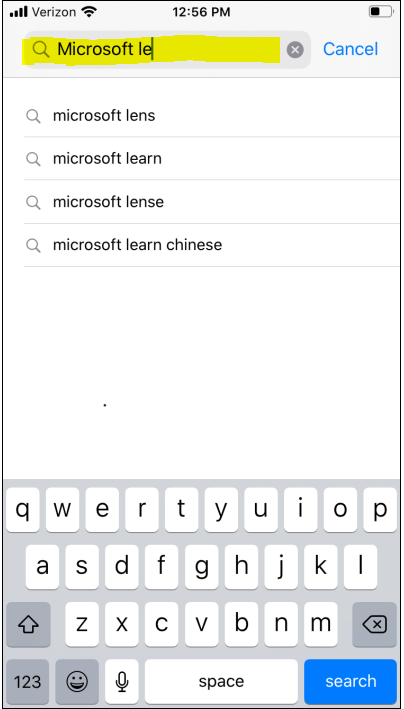 Verizon 12:56 PM
Microsoft le Cancel
microsoft lens
microsoft learn
microsoft lense
microsoft learn chinese
q w e r t y u i o p
a s d f g h j k l
z x c v b n m
123 space search